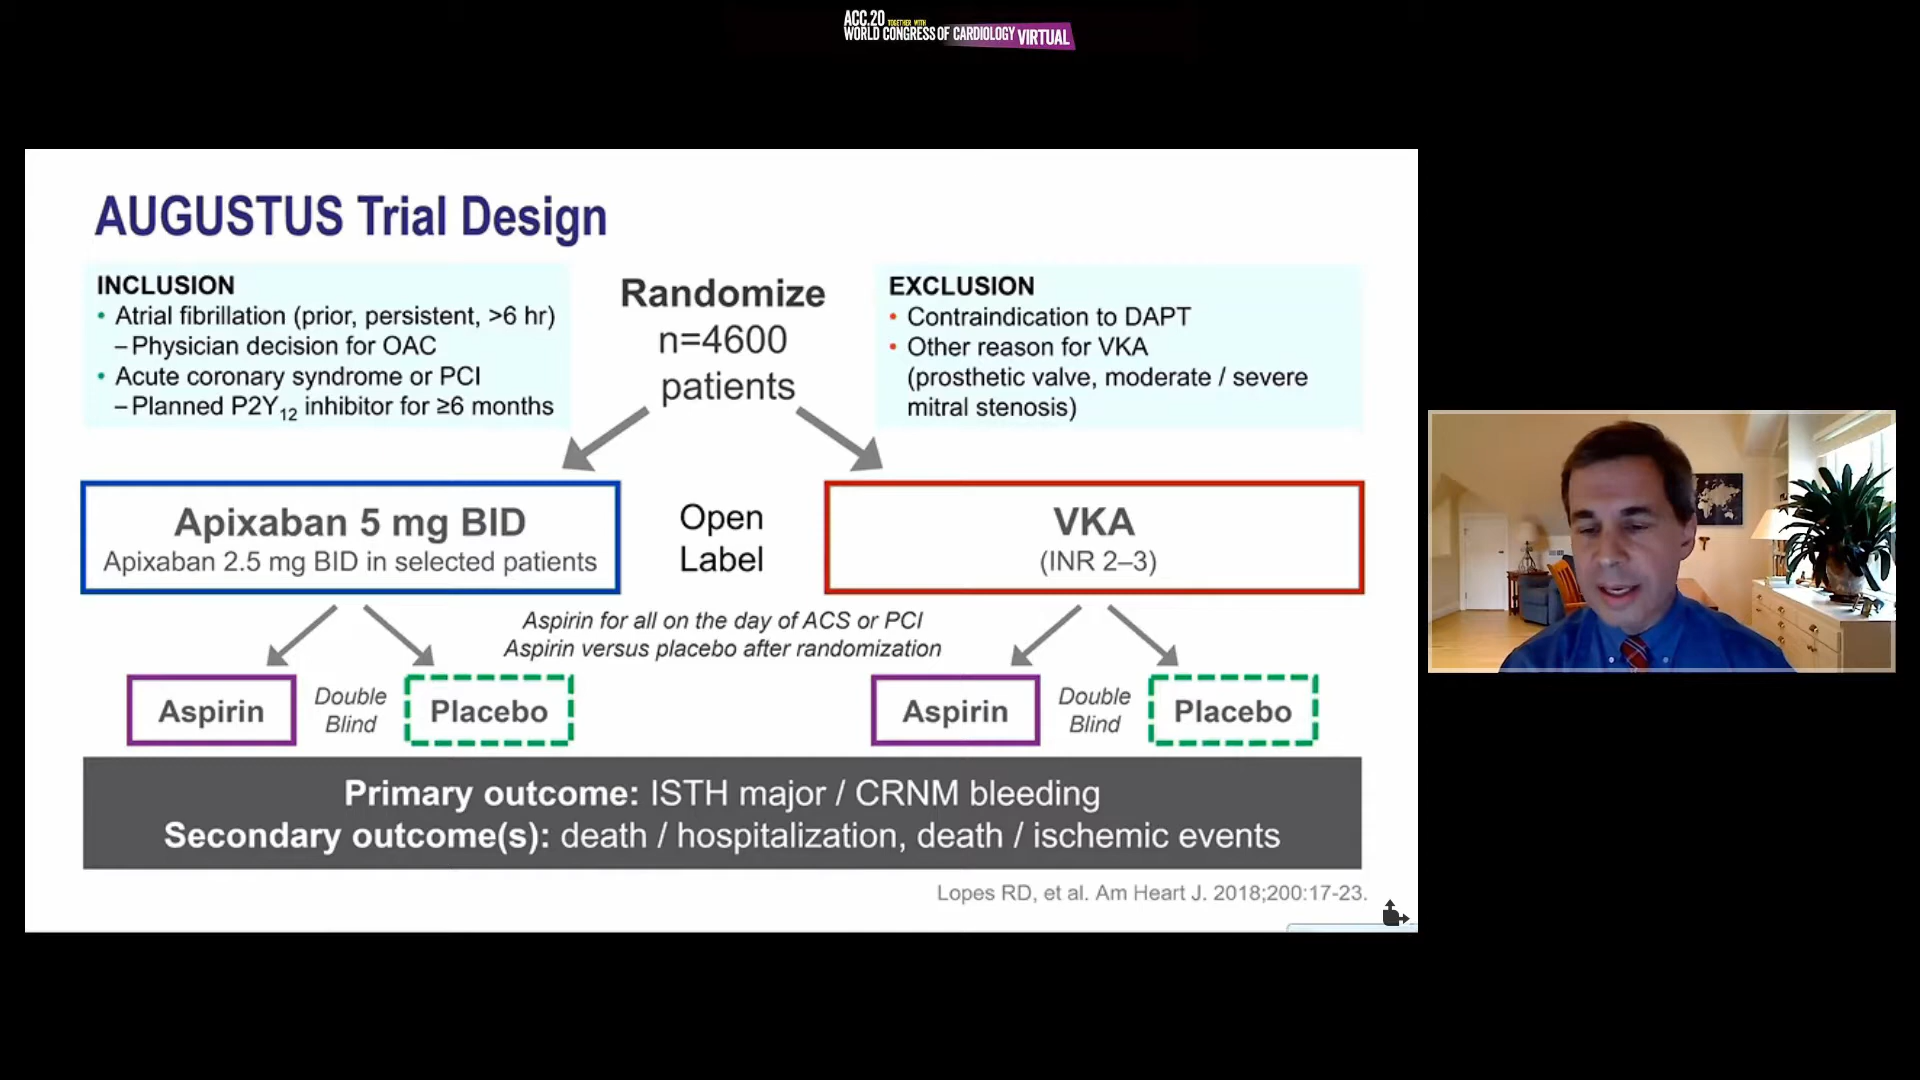 ACC.20 TOGETHER WITH
WORLD CONGRESS OF CARDIOLOGY VIRTUAL
AUGUSTUS Trial Design
INCLUSION
• Atrial fibrillation (prior, persistent, >6 hr)
– Physician decision for OAC
• Acute coronary syndrome or PCI
– Planned P2Y12 inhibitor for ≥6 months
Randomize
n=4600
patients
EXCLUSION
• Contraindication to DAPT
• Other reason for VKA
(prosthetic valve, moderate / severe
mitral stenosis)
Apixaban 5 mg BID
Apixaban 2.5 mg BID in selected patients
Open
Label
VKA
(INR 2–3)
Aspirin for all on the day of ACS or PCI
Aspirin versus placebo after randomization
Aspirin
Double
Blind
Placebo
Aspirin
Double
Blind
Placebo
Primary outcome: ISTH major / CRNM bleeding
Secondary outcome(s): death / hospitalization, death / ischemic events
Lopes RD, et al. Am Heart J. 2018;200:17-23.